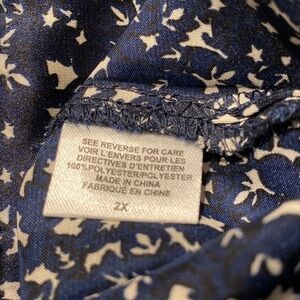 SEE REVERSE FOR CARE
VOIR L'ENVERS POUR LES
DIRECTIVES D'ENTRETIEN
100%POLYESTER/POLYESTER
MADE IN CHINA
FABRIQUE EN CHINE
2X